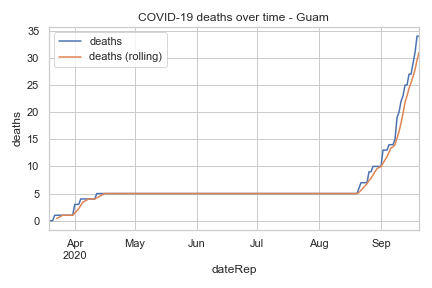 COVID-19 deaths over time - Guam
deaths
deaths (rolling)
35
30
25
20
15
10
5
0
deaths
Apr
2020
May
Jun
Jul
Aug
Sep
dateRep